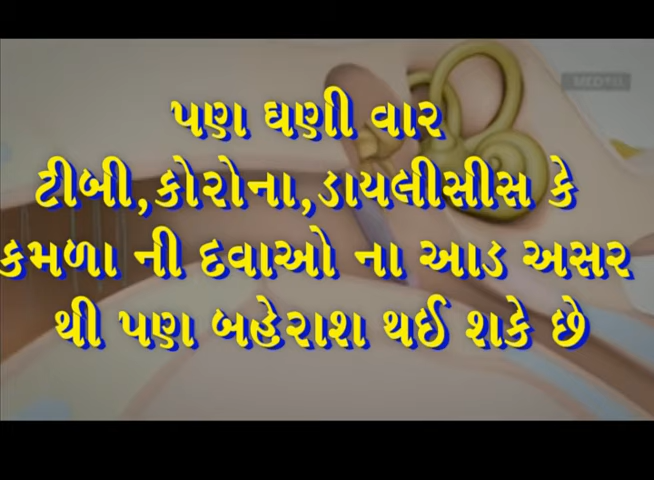 પણ ઘણી વાર
ટીબી,કોરોના,ડાયલીસીસ કે
કમળા ની દવાઓ ના આડ અસર
થી પણ બહેરાશ થઈ શકે છે